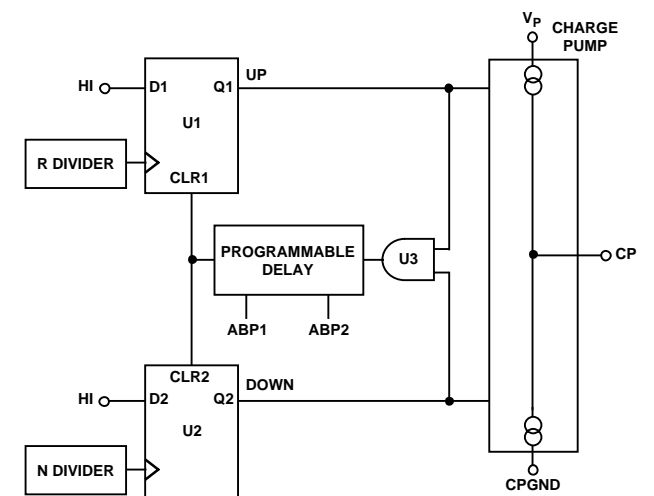 VP
CHARGE
PUMP
HI
D1
Q1
UP
U1
R DIVIDER
CLR1
PROGRAMMABLE
DELAY
U3
CP
ABP1
ABP2
CLR2
DOWN
HI
D2
Q2
U2
N DIVIDER
CPGND